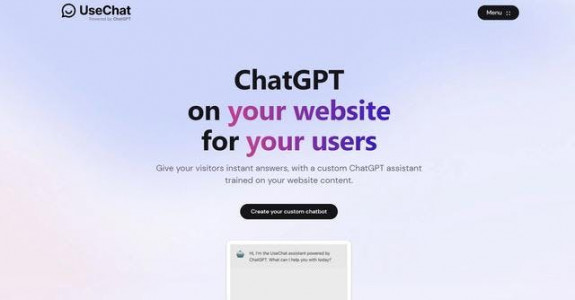 UseChat
Powered by ChatGPT
Menu
ChatGPT
on your website
for your users
Give your visitors instant answers, with a custom ChatGPT assistant
trained on your website content.
Create your custom chatbot
Hi, I'm the UseChat assistant powered by
ChatGPT. What can I help you with today?